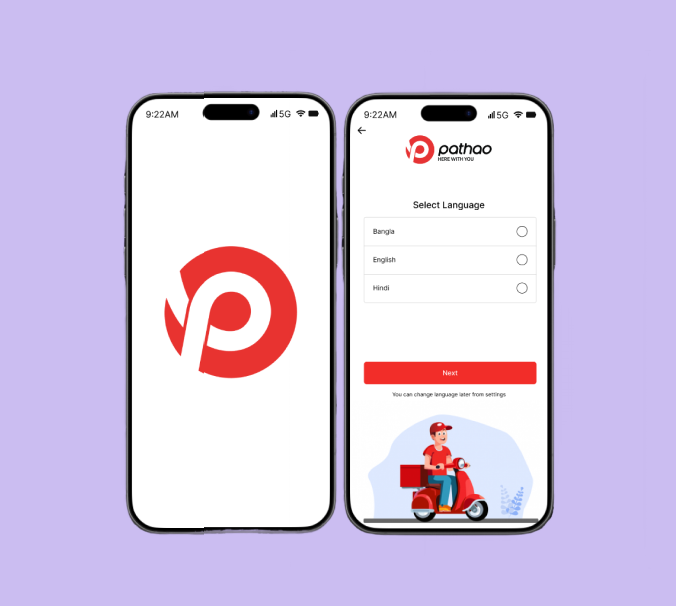 9:22AM
5G
9:22AM
5G
pathao
HERE WITH YOU
Select Language
Bangla
English
Hindi
Next
You can change language later from settings